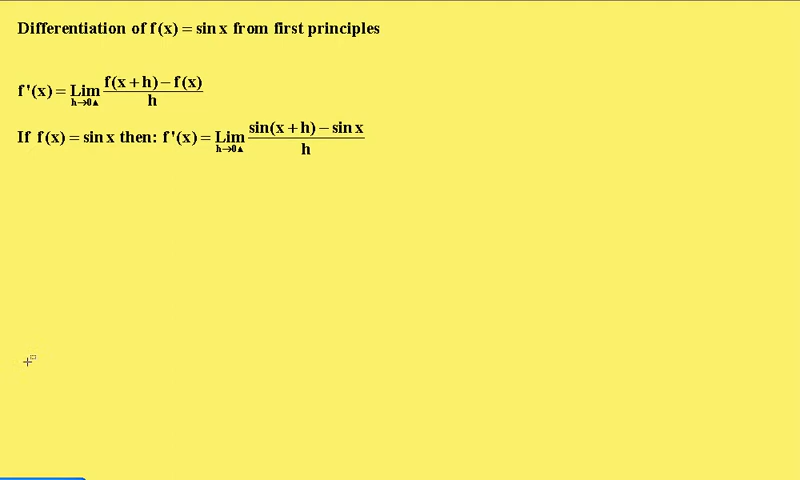 Differentiation of f(x) = sin x from first principles
f'(x) = Lim h→0▲ f(x + h) − f(x) / h
If f(x) = sin x then: f'(x) = Lim h→0▲ sin(x + h) − sin x / h